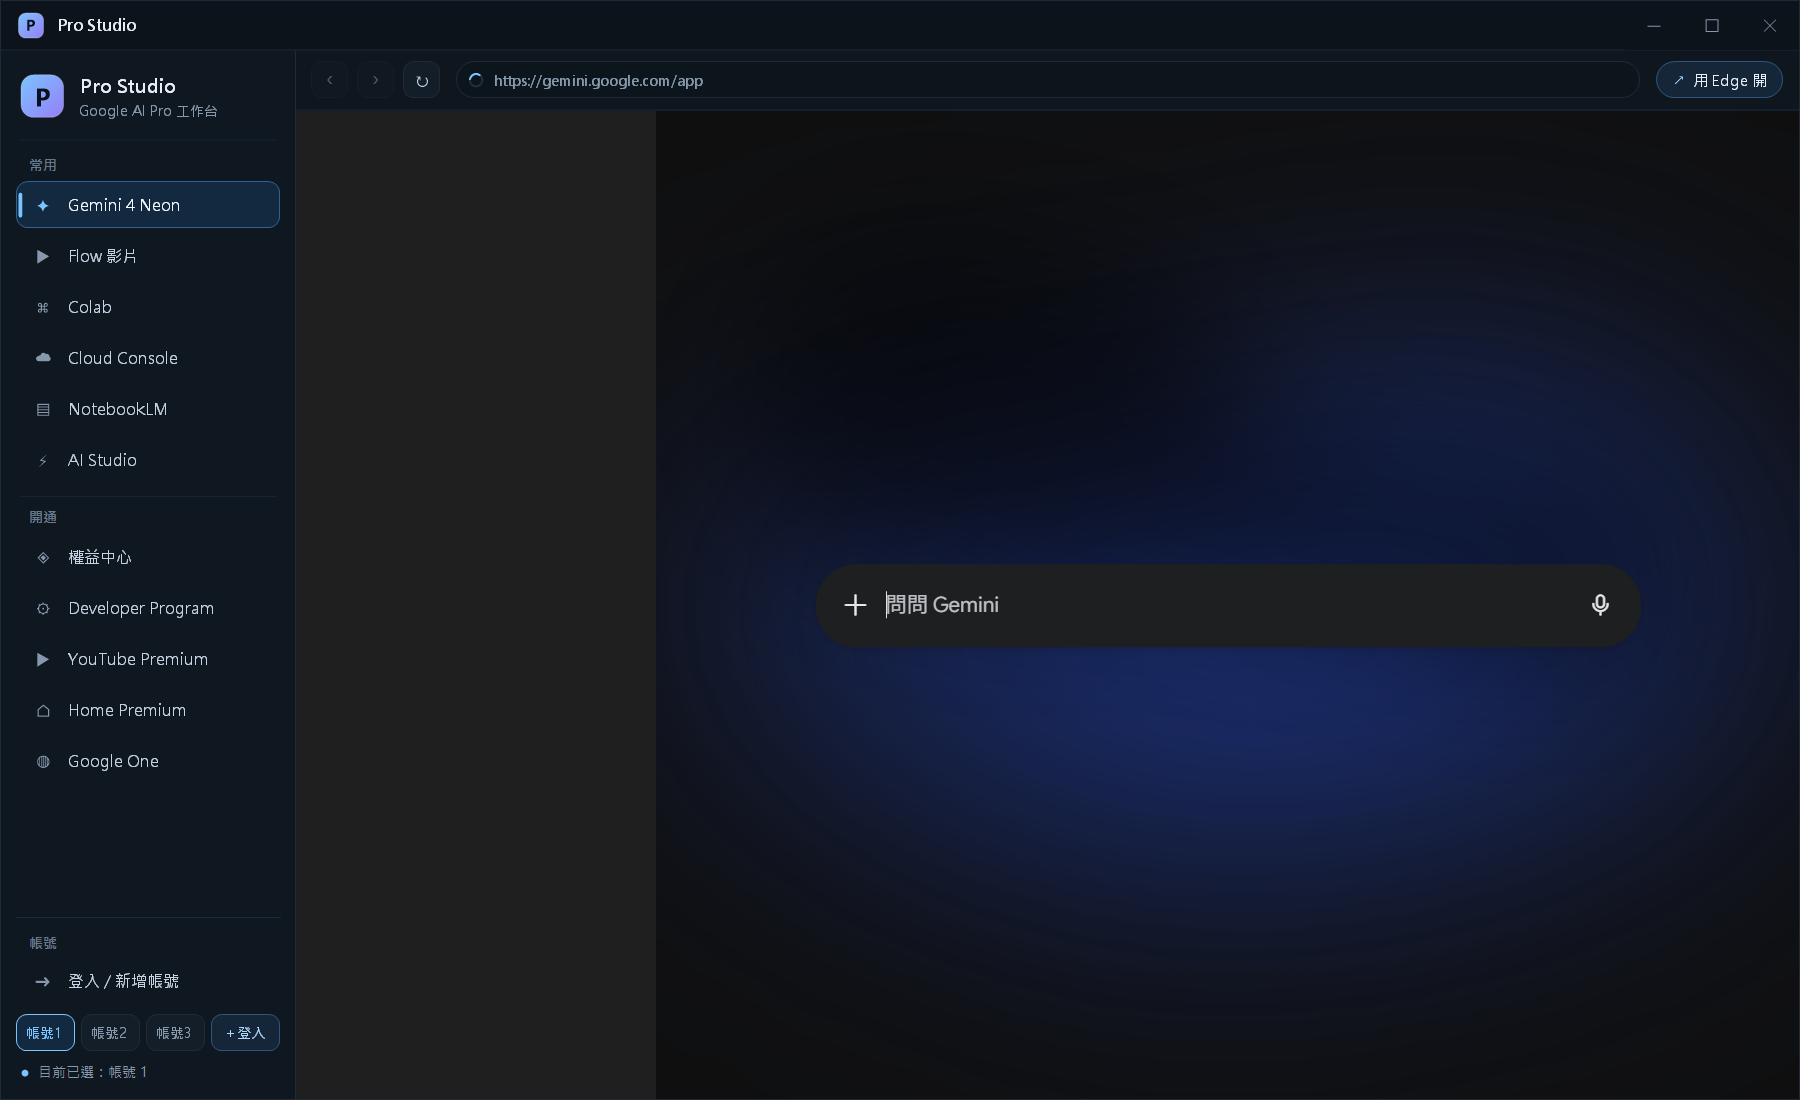 P Pro Studio
P Pro Studio
Google AI Pro 工作台
https://gemini.google.com/app
用 Edge 開
常用
Gemini 4 Neon
Flow 影片
Colab
Cloud Console
NotebookLM
AI Studio
開通
權益中心
Developer Program
YouTube Premium
Home Premium
Google One
問問 Gemini
帳號
登入 / 新增帳號
帳號1 帳號2 帳號3 +登入
目前已選：帳號 1